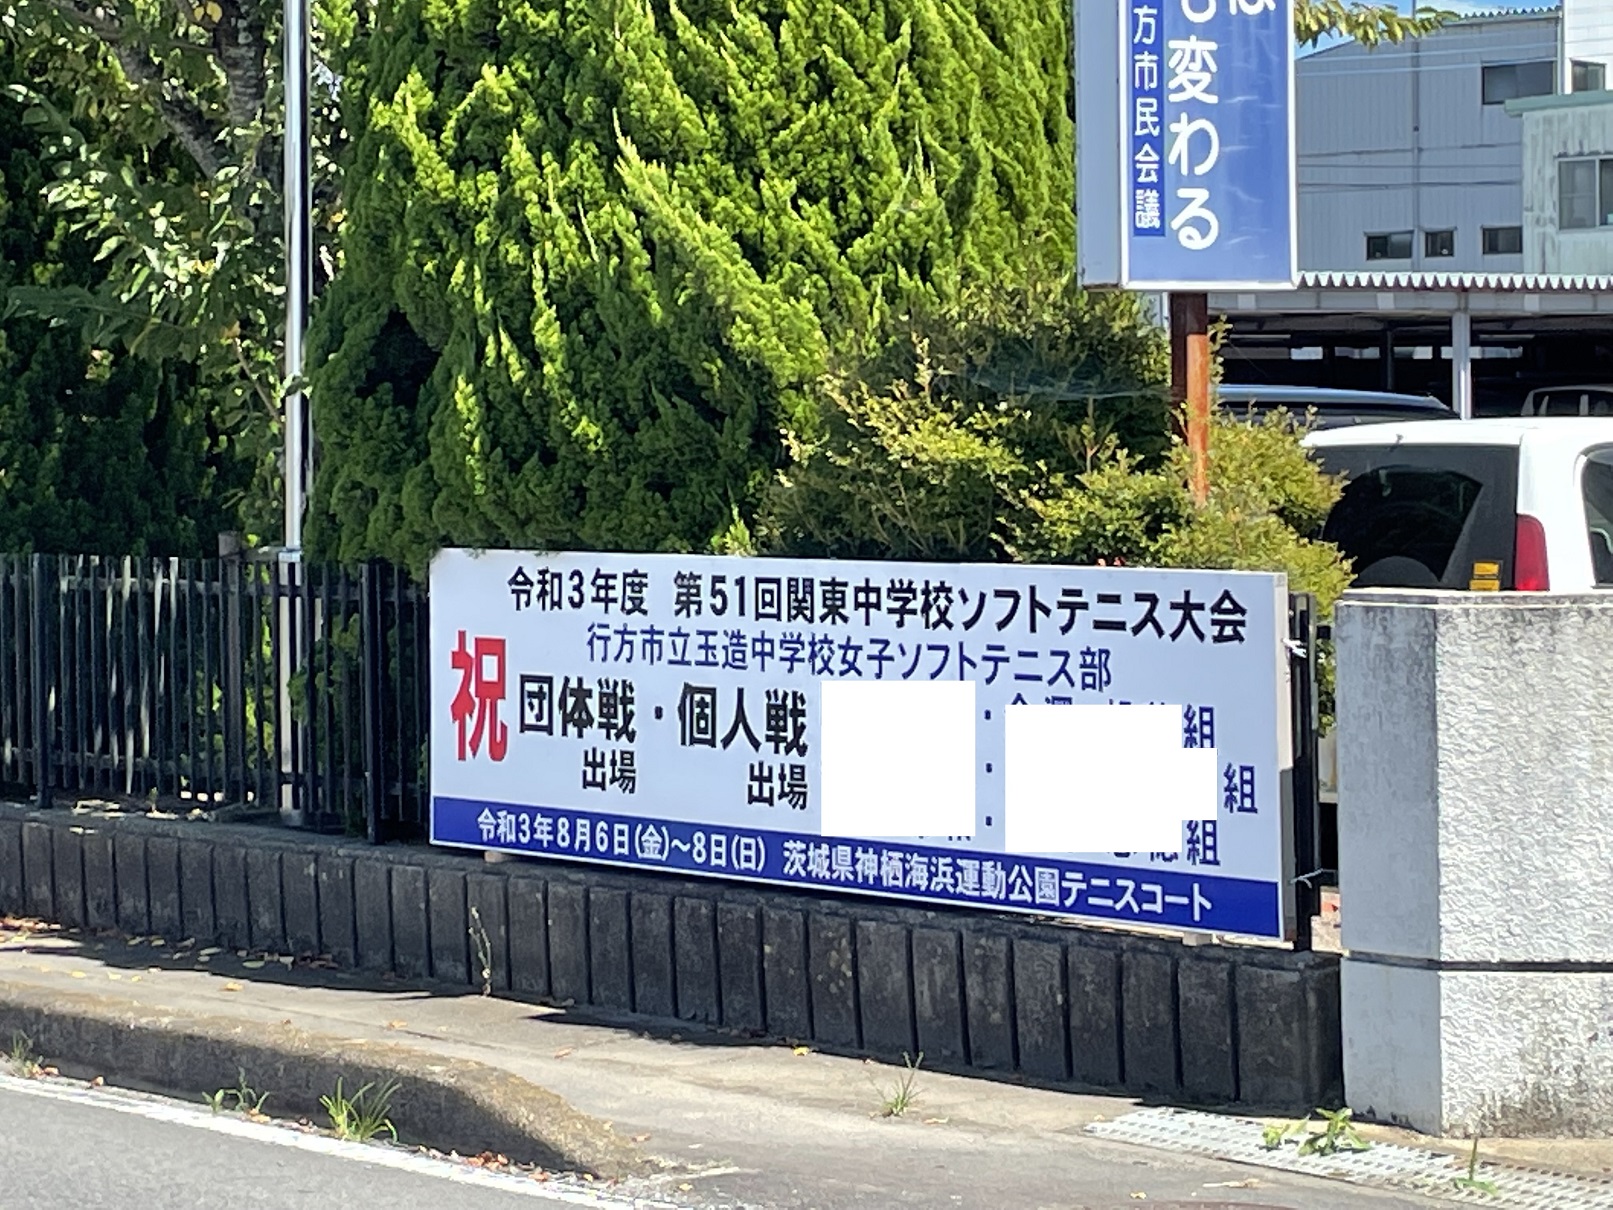 も変わる
方市民会議
令和3年度 第51回関東中学校ソフトテニス大会
行方市立玉造中学校女子ソフトテニス部
祝 団体戦・個人戦
出場 出場
・ 組
・ 組
・ 組
令和3年8月6日(金)~8日(日) 茨城県神栖海浜運動公園テニスコート